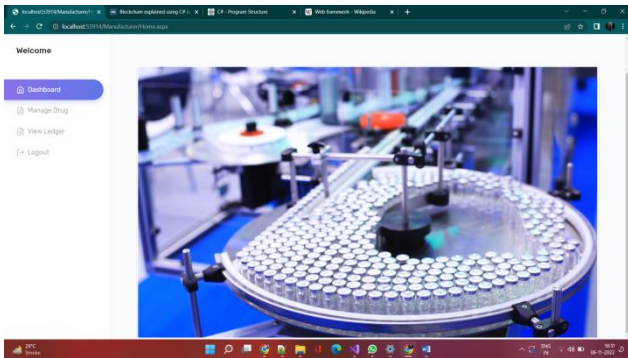 localhost:53914/Manufacturer/Ho
Blockchain explained using C# i
C# - Program Structure
Web framework - Wikipedia
localhost:53914/Manufacturer/Home.aspx
Welcome
Dashboard
Manage Drug
View Ledger
Logout
29°C
Smoke
ENG
IN
16:31
06-11-2022